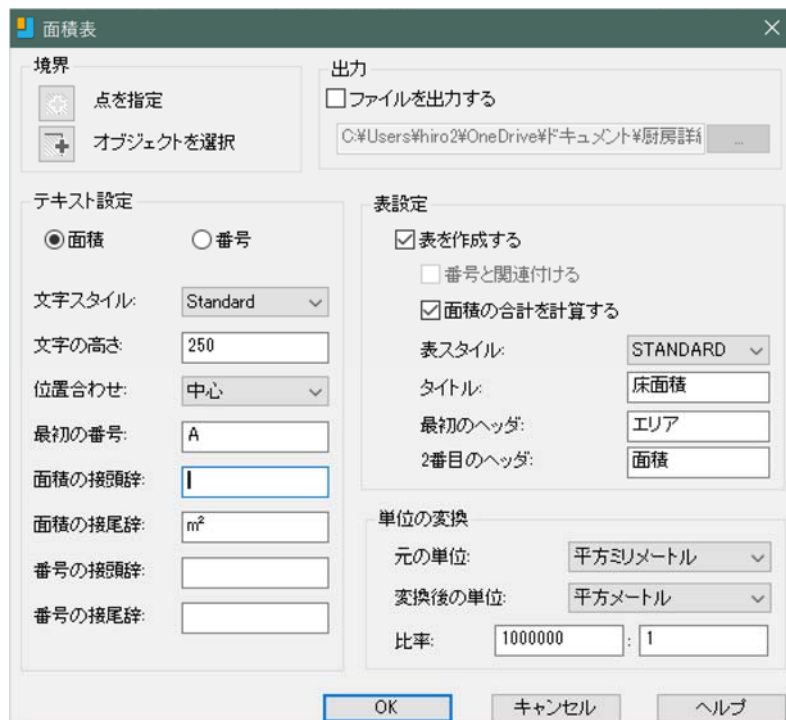 面積表
境界
点を指定
オブジェクトを選択
出力
ファイルを出力する
C:¥Users¥hiro2¥OneDrive¥ドキュメント¥厨房詳細
...
テキスト設定
面積 番号
文字スタイル: Standard
文字の高さ: 250
位置合わせ: 中心
最初の番号: A
面積の接頭辞:
面積の接尾辞: m²
番号の接頭辞:
番号の接尾辞:
表設定
表を作成する
番号と関連付ける
面積の合計を計算する
表スタイル: STANDARD
タイトル: 床面積
最初のヘッダ: エリア
2番目のヘッダ: 面積
単位の変換
元の単位: 平方ミリメートル
変換後の単位: 平方メートル
比率: 1000000 : 1
OK キャンセル ヘルプ